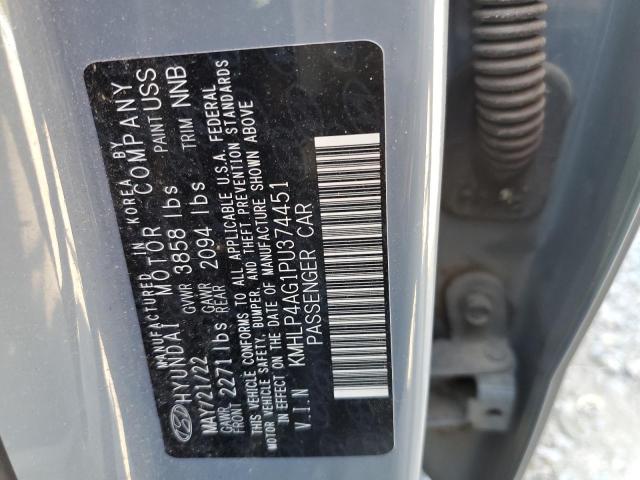 MANUFACTURED IN KOREA BY
HYUNDAI MOTOR COMPANY
MAY/21/22 GVWR 3858 lbs PAINT USS
GAWR FRONT 2271 lbs GAWR REAR 2094 lbs TRIM NNB
THIS VEHICLE CONFORMS TO ALL APPLICABLE U.S.A. FEDERAL
MOTOR VEHICLE SAFETY, BUMPER, AND THEFT PREVENTION STANDARDS
IN EFFECT ON THE DATE OF MANUFACTURE SHOWN ABOVE
V.I.N KMHLP4AG1PU374451
PASSENGER CAR